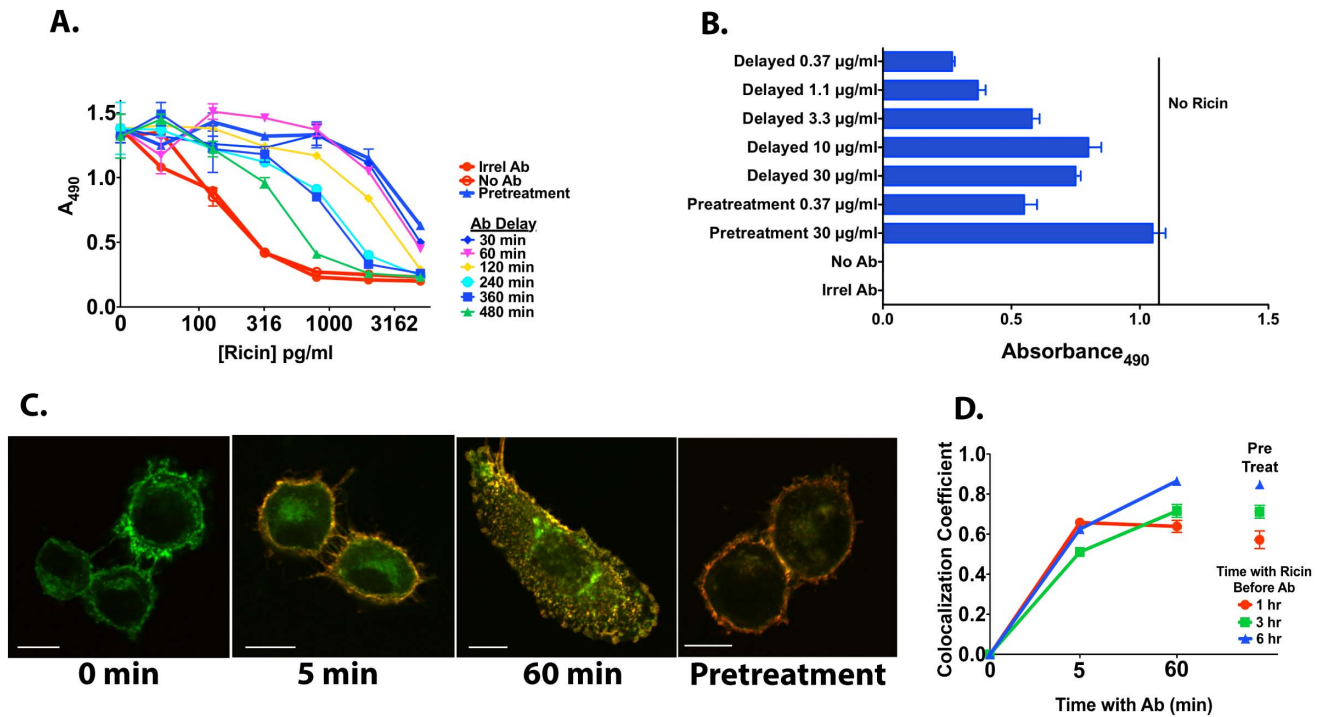 A.
1.5
1.0
0.5
0.0
A490
0 100 316 1000 3162
[Ricin] pg/ml
Irrel Ab
No Ab
Pretreatment
Ab Delay
30 min
60 min
120 min
240 min
360 min
480 min
B.
Delayed 0.37 µg/ml
Delayed 1.1 µg/ml
Delayed 3.3 µg/ml
Delayed 10 µg/ml
Delayed 30 µg/ml
Preatreatment 0.37 µg/ml
Pretreatment 30 µg/ml
No Ab
Irrel Ab
No Ricin
0.0 0.5 1.0 1.5
Absorbance490
C.
0 min
5 min
60 min
Pretreatment
D.
Colocalization Coefficient
1.0
0.8
0.6
0.4
0.2
0.0
0 5 60
Time with Ab (min)
Pre
Treat
Time with Ricin
Before Ab
1 hr
3 hr
6 hr